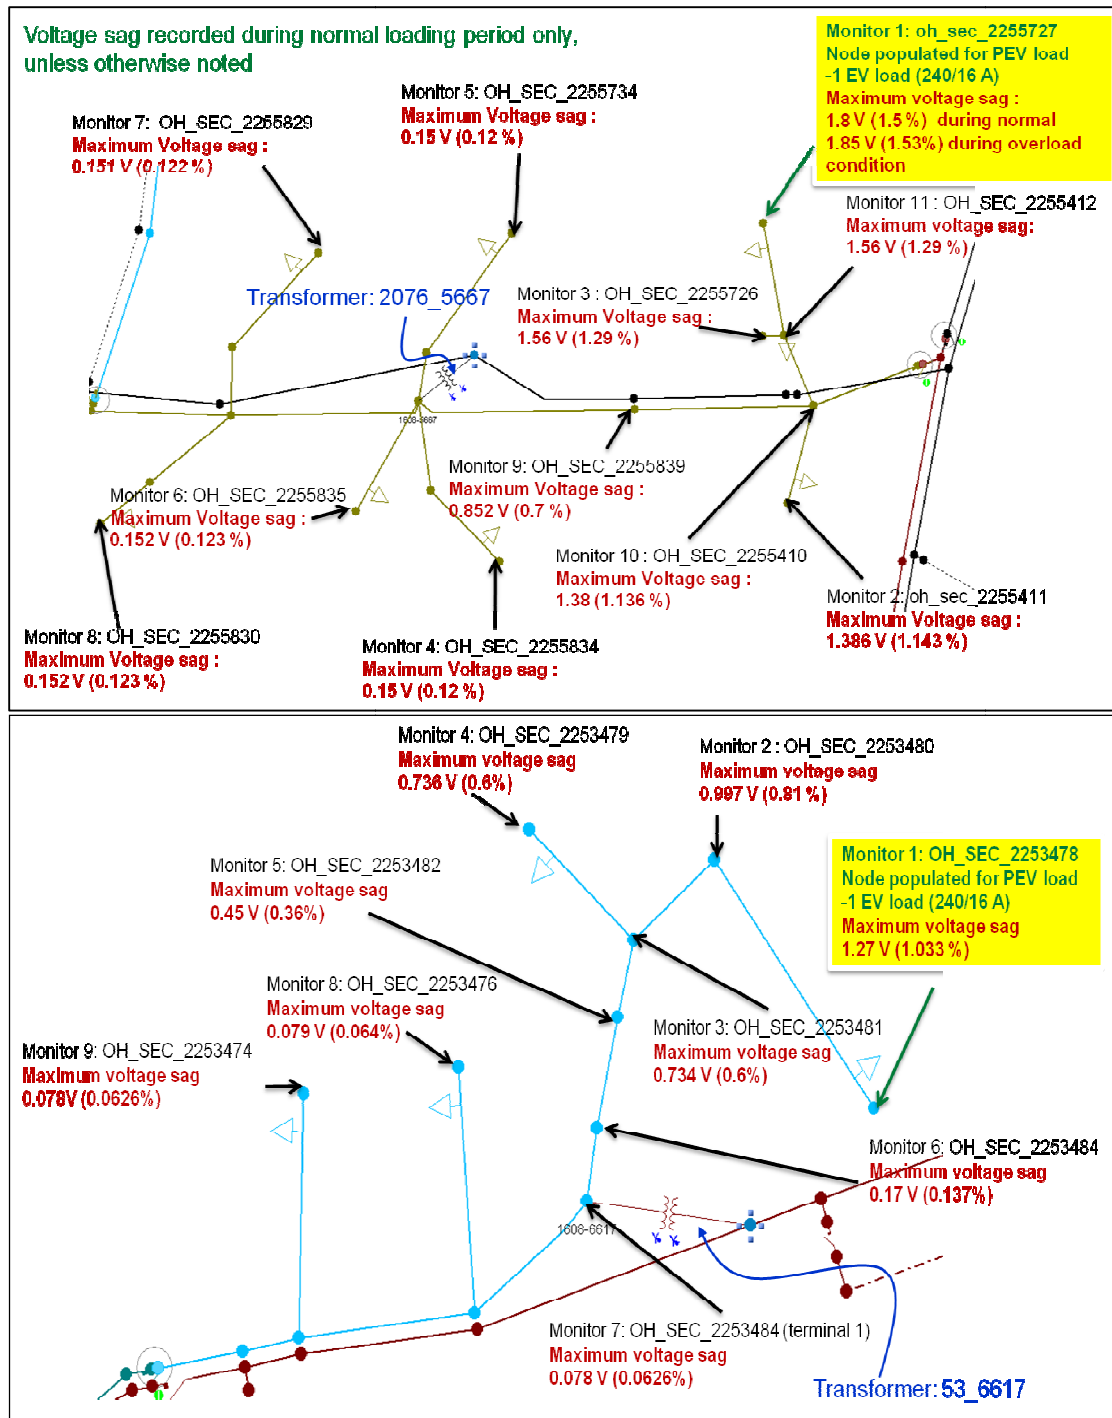 Voltage sag recorded during normal loading period only,
unless otherwise noted
Monitor 1: oh_sec_2255727
Node populated for PEV load
-1 EV load (240/16 A)
Maximum voltage sag :
1.8 V (1.5 %) during normal
1.85 V (1.53%) during overload
condition
Monitor 5: OH_SEC_2255734
Maximum Voltage sag :
0.15 V (0.12 %)
Monitor 7: OH_SEC_2255829
Maximum Voltage sag :
0.151 V (0.122 %)
Monitor 11 : OH_SEC_2255412
Maximum voltage sag:
1.56 V (1.29 %)
Transformer: 2076_5667
Monitor 3 : OH_SEC_2255726
Maximum Voltage sag :
1.56 V (1.29 %)
1608-5667
Monitor 9: OH_SEC_2255839
Maximum Voltage sag :
0.852 V (0.7 %)
Monitor 6: OH_SEC_2255835
Maximum Voltage sag :
0.152 V (0.123 %)
Monitor 10 : OH_SEC_2255410
Maximum Voltage sag :
1.38 (1.136 %)
Monitor 2: oh_sec_2255411
Maximum Voltage sag :
1.386 V (1.143 %)
Monitor 8: OH_SEC_2255830
Maximum Voltage sag :
0.152 V (0.123 %)
Monitor 4: OH_SEC_2255834
Maximum Voltage sag :
0.15 V (0.12 %)
Monitor 4: OH_SEC_2253479
Maximum voltage sag
0.736 V (0.6%)
Monitor 2 : OH_SEC_2253480
Maximum voltage sag
0.997 V (0.81 %)
Monitor 1: OH_SEC_2253478
Node populated for PEV load
-1 EV load (240/16 A)
Maximum voltage sag
1.27 V (1.033 %)
Monitor 5: OH_SEC_2253482
Maximum voltage sag
0.45 V (0.36%)
Monitor 8: OH_SEC_2253476
Maximum voltage sag
0.079 V (0.064%)
Monitor 3: OH_SEC_2253481
Maximum voltage sag
0.734 V (0.6%)
Monitor 9: OH_SEC_2253474
Maximum voltage sag
0.078V (0.0626%)
Monitor 6: OH_SEC_2253484
Maximum voltage sag
0.17 V (0.137%)
1608-6617
Monitor 7: OH_SEC_2253484 (terminal 1)
Maximum voltage sag
0.078 V (0.0626%)
Transformer: 53_6617